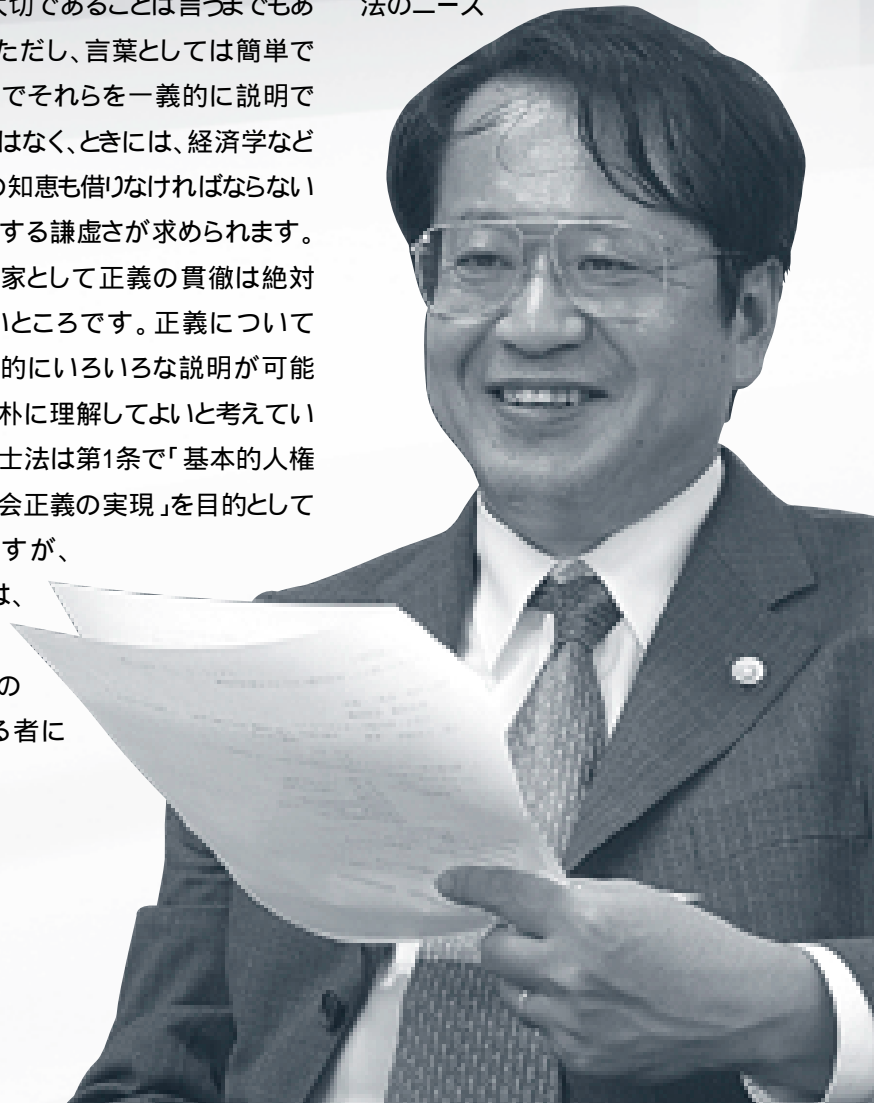 大切であることは言うまでもあ
ただし、言葉としては簡単で
でそれらを一義的に説明で
はなく、ときには、経済学など
の知恵も借りなければならない
する謙虚さが求められます。
家として正義の貫徹は絶対
いところです。正義について
的にいろいろな説明が可能
朴に理解してよいと考えてい
士法は第1条で「基本的人権
会正義の実現」を目的として
すが、
は、
の
る者に
法のニーズ